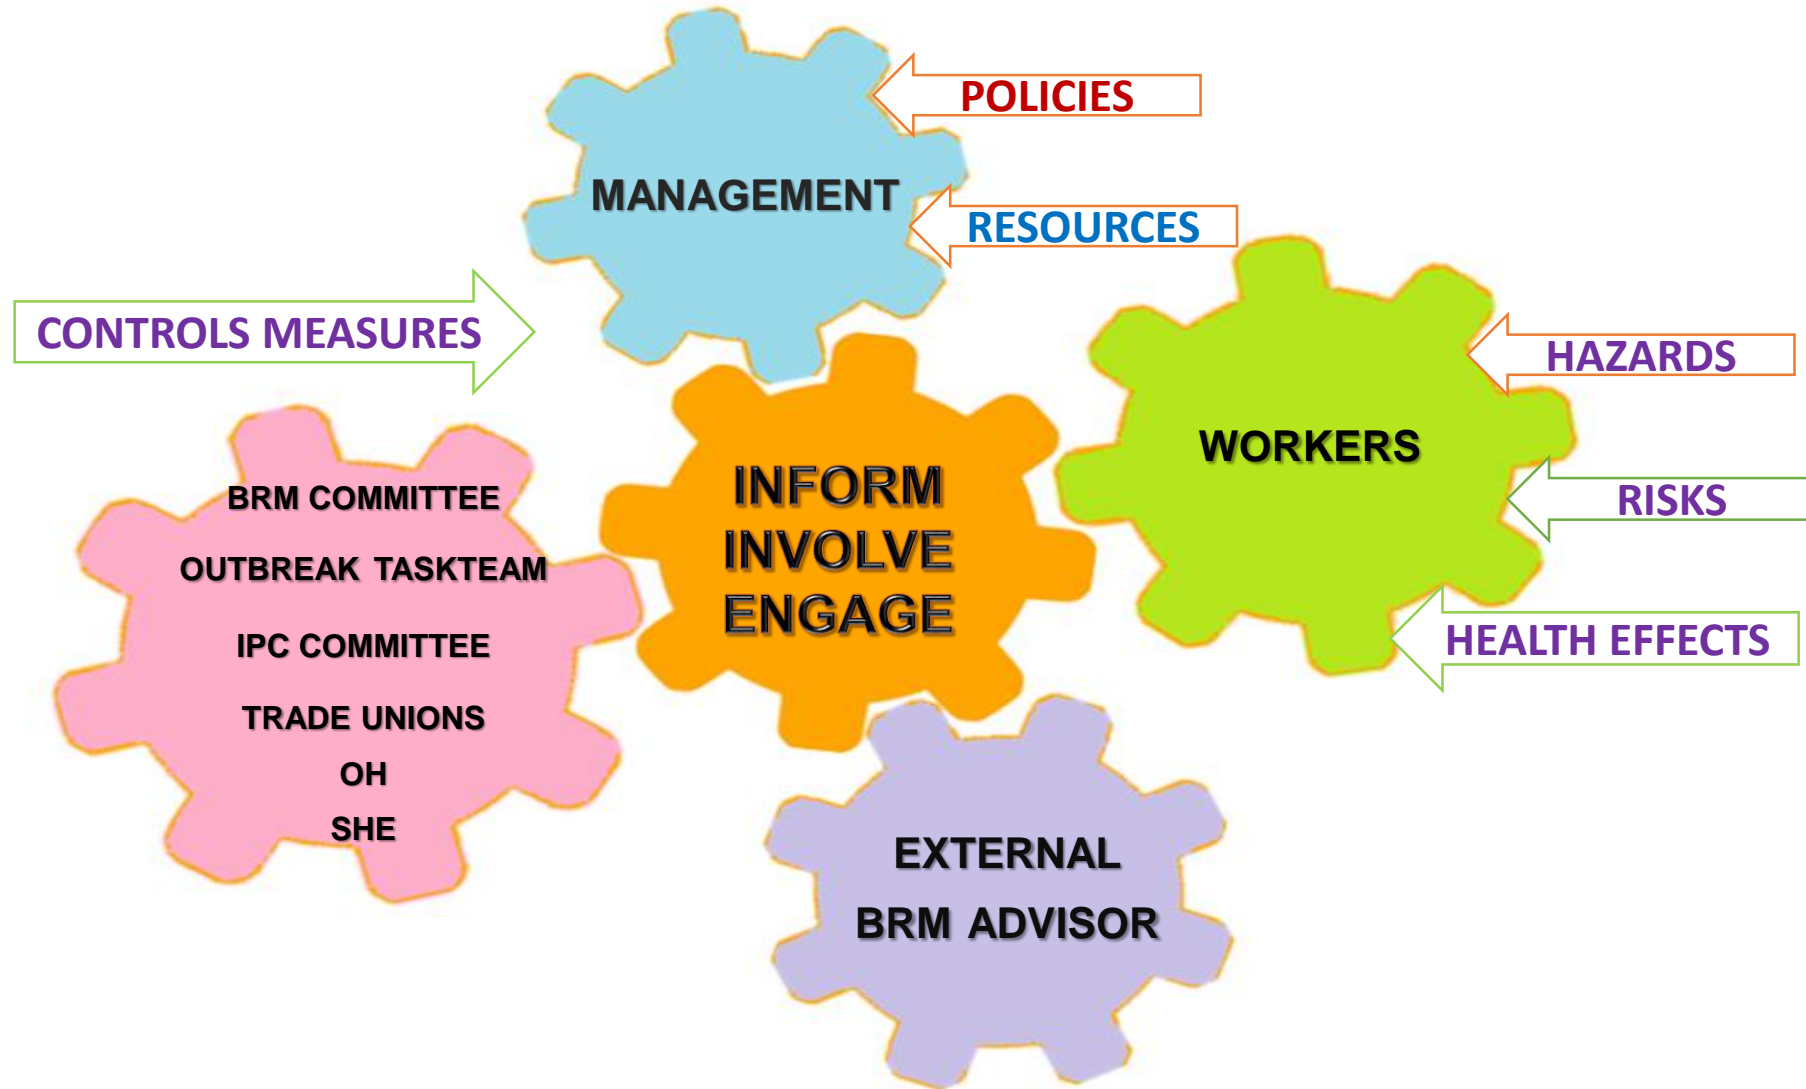 POLICIES
MANAGEMENT
RESOURCES
CONTROLS MEASURES
HAZARDS
WORKERS
RISKS
HEALTH EFFECTS
INFORM
INVOLVE
ENGAGE
BRM COMMITTEE
OUTBREAK TASKTEAM
IPC COMMITTEE
TRADE UNIONS
OH
SHE
EXTERNAL
BRM ADVISOR